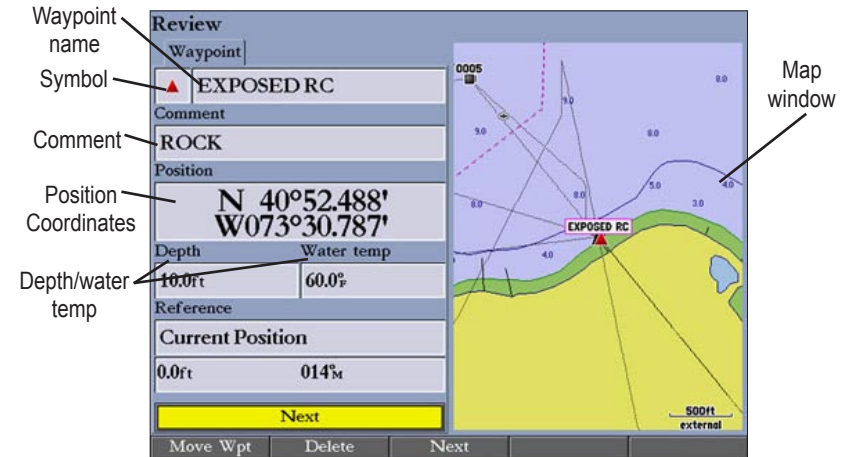 Waypoint
name
Symbol
Comment
Position
Coordinates
Depth/water
temp
Map
window
Review
Waypoint
EXPOSED RC
Comment
ROCK
Position
N 40°52.488'
W073°30.787'
Depth Water temp
10.0ft 60.0°F
Reference
Current Position
0.0ft 014°M
Next
Move Wpt Delete Next
0005
8.0
9.0
9.0
8.0
8.0
8.0
5.0
4.0
3.0
EXPOSED RC
4.0
500ft
external